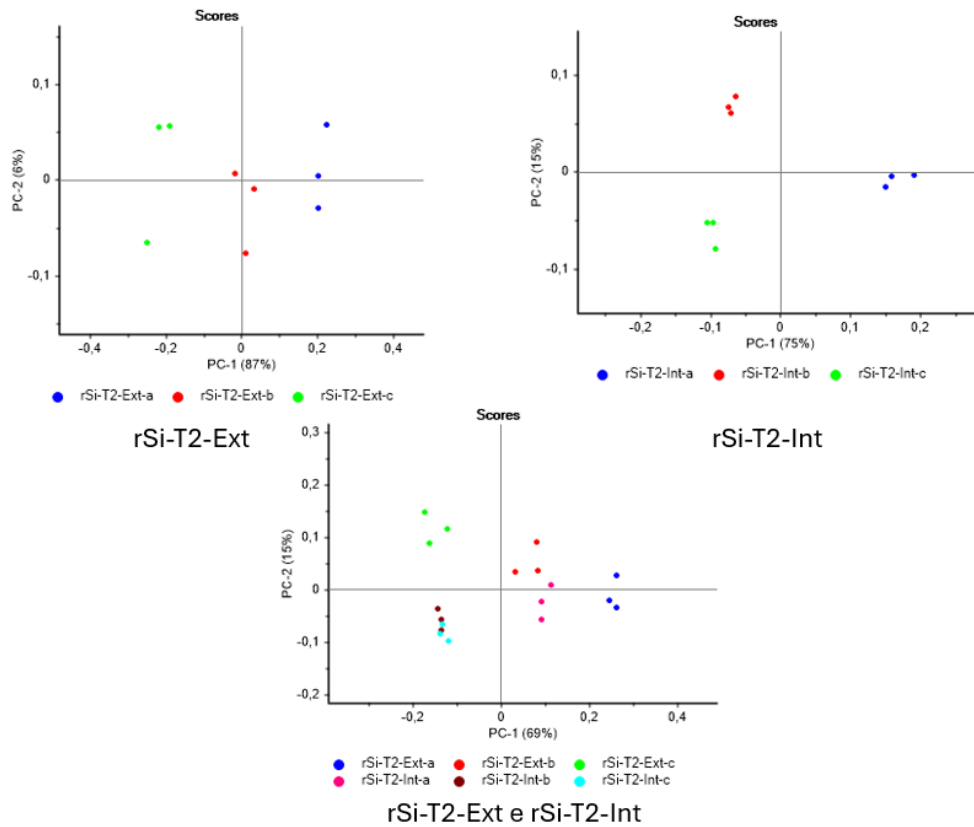 Scores
0,1
0
-0,1
PC-2 (6%)
-0,4 -0,2 0 0,2 0,4
PC-1 (87%)
rSi-T2-Ext-a rSi-T2-Ext-b rSi-T2-Ext-c
rSi-T2-Ext
Scores
0,1
0
-0,1
PC-2 (15%)
-0,2 -0,1 0 0,1 0,2
PC-1 (75%)
rSi-T2-Int-a rSi-T2-Int-b rSi-T2-Int-c
rSi-T2-Int
Scores
0,3
0,2
0,1
0
-0,1
-0,2
PC-2 (15%)
-0,2 0 0,2 0,4
PC-1 (69%)
rSi-T2-Ext-a rSi-T2-Ext-b rSi-T2-Ext-c
rSi-T2-Int-a rSi-T2-Int-b rSi-T2-Int-c
rSi-T2-Ext e rSi-T2-Int